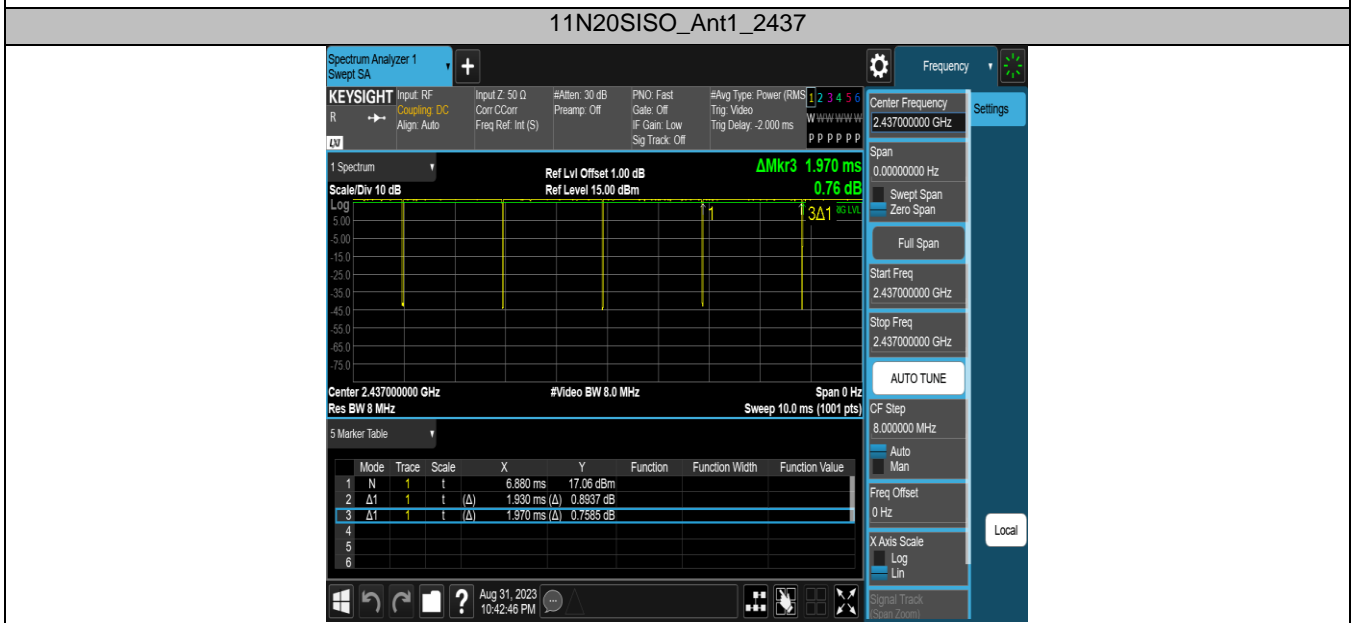 11N20SISO_Ant1_2437
Spectrum Analyzer 1
Swept SA
+
Frequency
KEYSIGHT
R
LXI
Input: RF
Coupling: DC
Align: Auto
Input Z: 50 Ω
Corr CCorr
Freq Ref: Int (S)
#Atten: 30 dB
Preamp: Off
PNO: Fast
Gate: Off
IF Gain: Low
Sig Track: Off
#Avg Type: Power (RMS
Trig: Video
Trig Delay: -2.000 ms
1 2 3 4 5 6
W W W W W W
P P P P P P
1 Spectrum
Scale/Div 10 dB
Ref Lvl Offset 1.00 dB
Ref Level 15.00 dBm
ΔMkr3 1.970 ms
0.76 dB
Log
5.00
-5.00
-15.0
-25.0
-35.0
-45.0
-55.0
-65.0
-75.0
1
3Δ1
Center 2.437000000 GHz
#Video BW 8.0 MHz
Span 0 Hz
Res BW 8 MHz
Sweep 10.0 ms (1001 pts)
5 Marker Table
Mode Trace Scale X Y Function Function Width Function Value
1 N 1 t 6.880 ms 17.06 dBm
2 Δ1 1 t (Δ) 1.930 ms (Δ) 0.8937 dB
3 Δ1 1 t (Δ) 1.970 ms (Δ) 0.7585 dB
4
5
6
?
Aug 31, 2023
10:42:46 PM
Settings
Center Frequency
2.437000000 GHz
Span
0.00000000 Hz
Swept Span
Zero Span
Full Span
Start Freq
2.437000000 GHz
Stop Freq
2.437000000 GHz
AUTO TUNE
CF Step
8.000000 MHz
Auto
Man
Freq Offset
0 Hz
X Axis Scale
Log
Lin
Signal Track
(Span Zoom)
Local